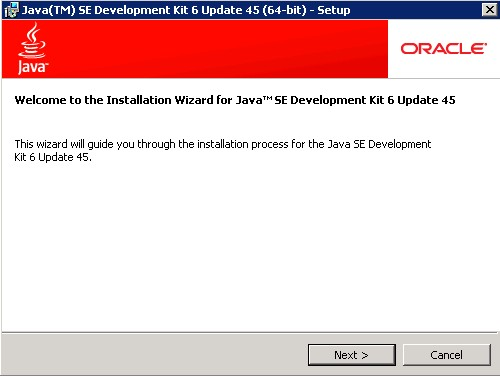 Java(TM) SE Development Kit 6 Update 45 (64-bit) - Setup
Java™
ORACLE®
Welcome to the Installation Wizard for Java™ SE Development Kit 6 Update 45
This wizard will guide you through the installation process for the Java SE Development
Kit 6 Update 45.
Next >
Cancel